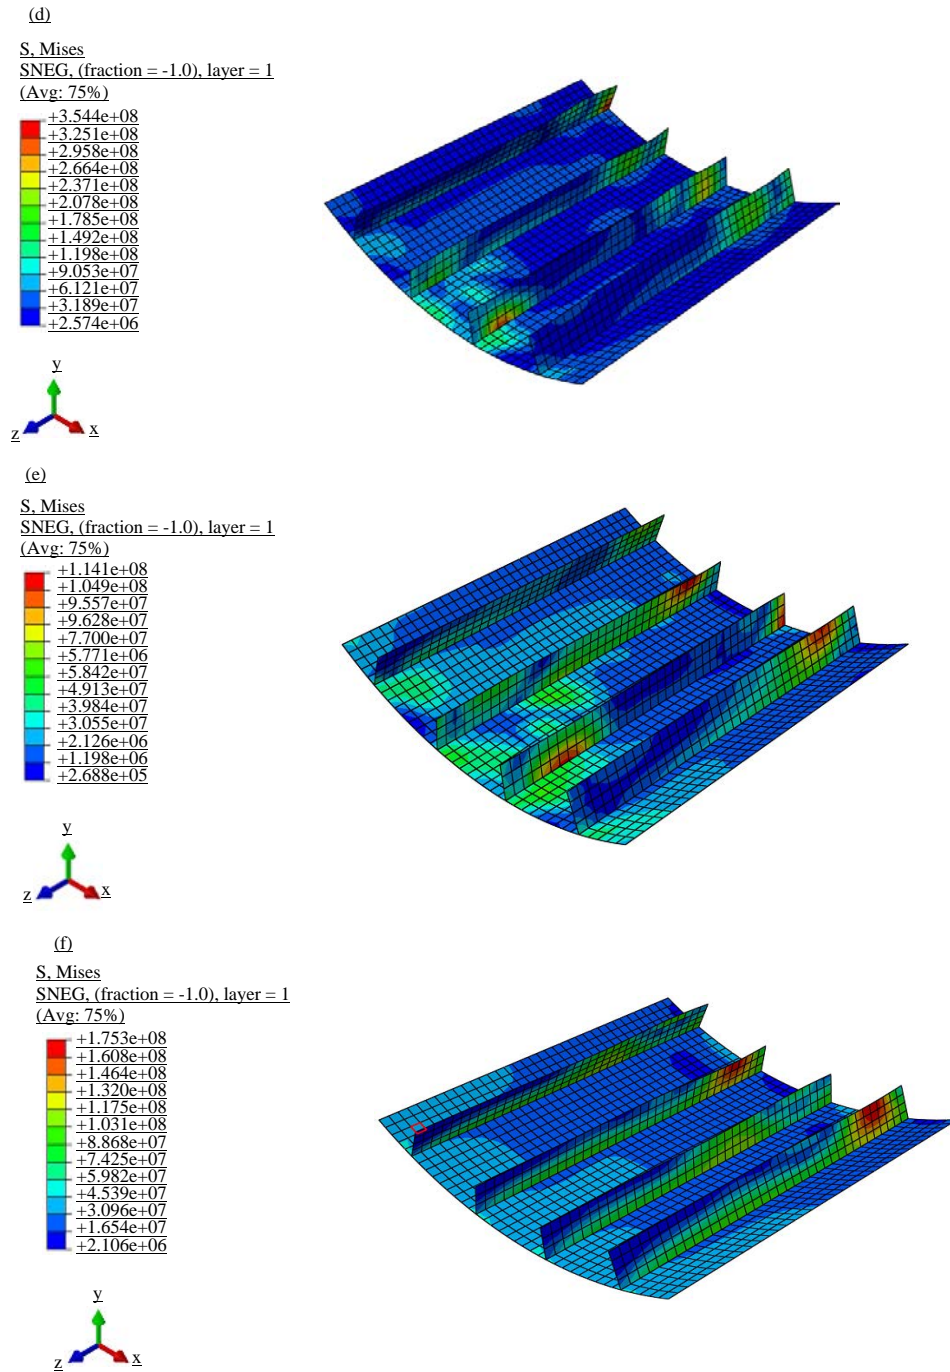 (d)
S, Mises
SNEG, (fraction = -1.0), layer = 1
(Avg: 75%)
+3.544e+08
+3.251e+08
+2.958e+08
+2.664e+08
+2.371e+08
+2.078e+08
+1.785e+08
+1.492e+08
+1.198e+08
+9.053e+07
+6.121e+07
+3.189e+07
+2.574e+06
y
z
x
(e)
S, Mises
SNEG, (fraction = -1.0), layer = 1
(Avg: 75%)
+1.141e+08
+1.049e+08
+9.557e+07
+9.628e+07
+7.700e+07
+5.771e+06
+5.842e+07
+4.913e+07
+3.984e+07
+3.055e+07
+2.126e+06
+1.198e+06
+2.688e+05
y
z
x
(f)
S, Mises
SNEG, (fraction = -1.0), layer = 1
(Avg: 75%)
+1.753e+08
+1.608e+08
+1.464e+08
+1.320e+08
+1.175e+08
+1.031e+08
+8.868e+07
+7.425e+07
+5.982e+07
+4.539e+07
+3.096e+07
+1.654e+07
+2.106e+06
y
z
x